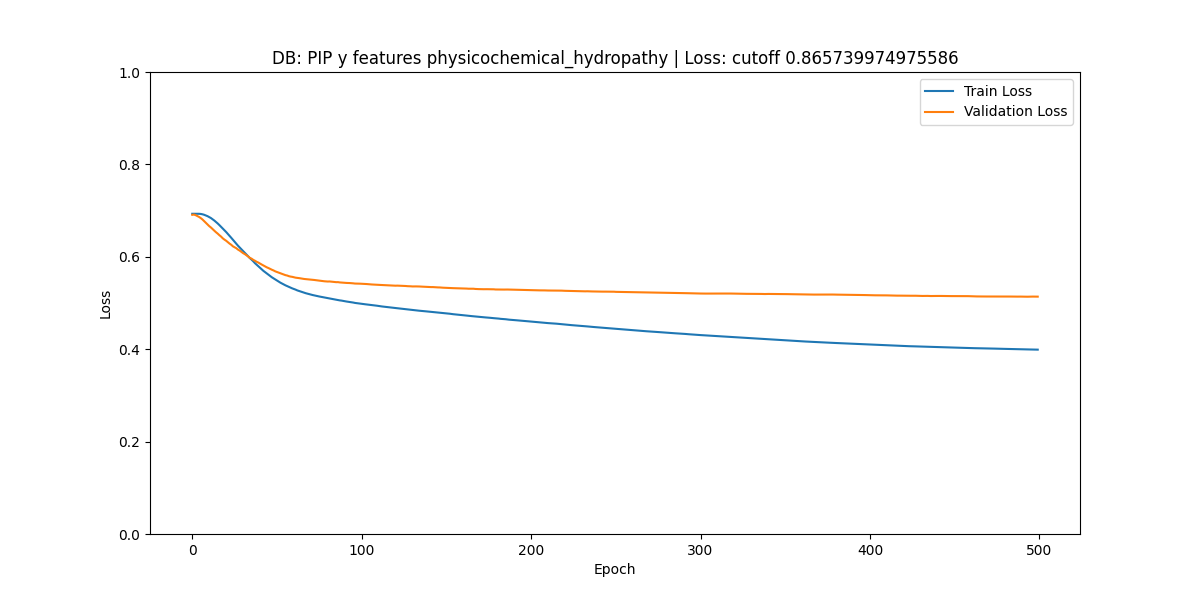 DB: PIP y features physicochemical_hydropathy | Loss: cutoff 0.865739974975586
1.0
0.8
0.6
0.4
0.2
0.0
Loss
Train Loss
Validation Loss
0 100 200 300 400 500
Epoch